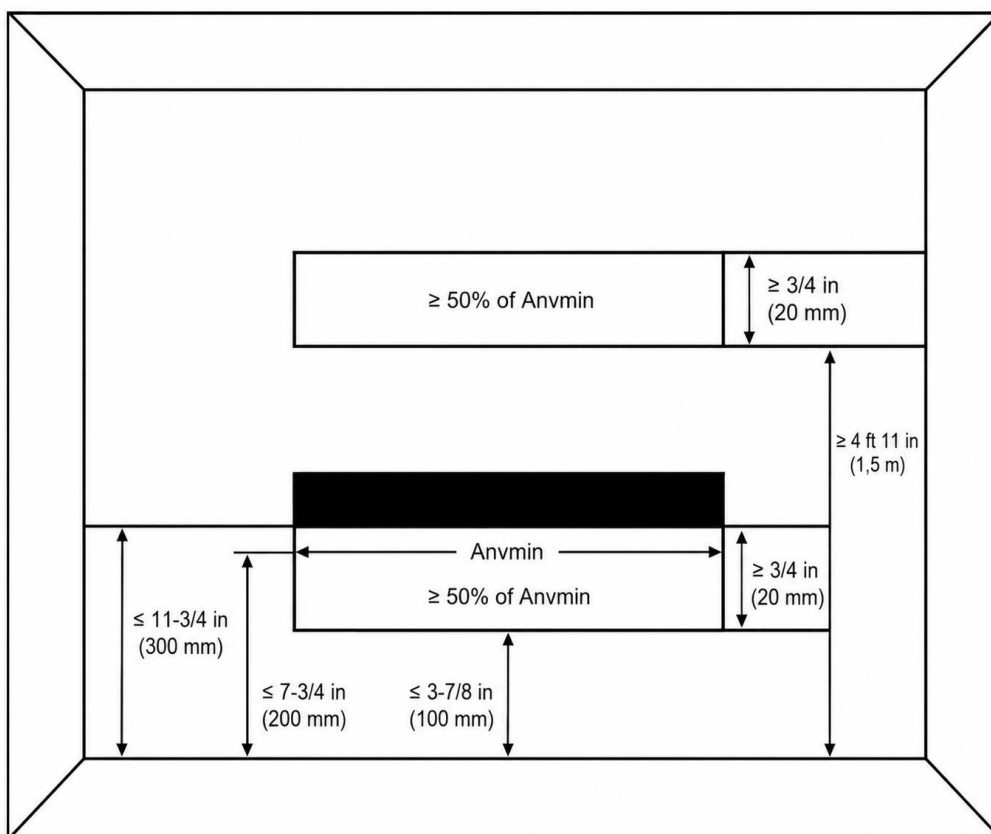 ≥ 50% of Anvmin
≥ 3/4 in
(20 mm)
≥ 4 ft 11 in
(1,5 m)
Anvmin
≥ 50% of Anvmin
≥ 3/4 in
(20 mm)
≤ 11-3/4 in
(300 mm)
≤ 7-3/4 in
(200 mm)
≤ 3-7/8 in
(100 mm)